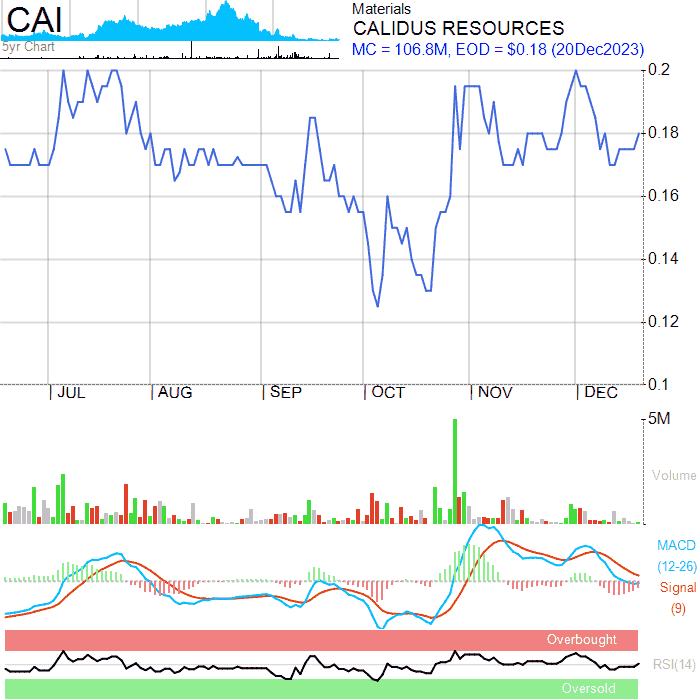 CAI
5yr Chart
Materials
CALIDUS RESOURCES
MC = 106.8M, EOD = $0.18 (20Dec2023)
0.2
0.18
0.16
0.14
0.12
0.1
JUL AUG SEP OCT NOV DEC
5M
Volume
MACD
(12-26)
Signal
(9)
Overbought
RSI(14)
Oversold